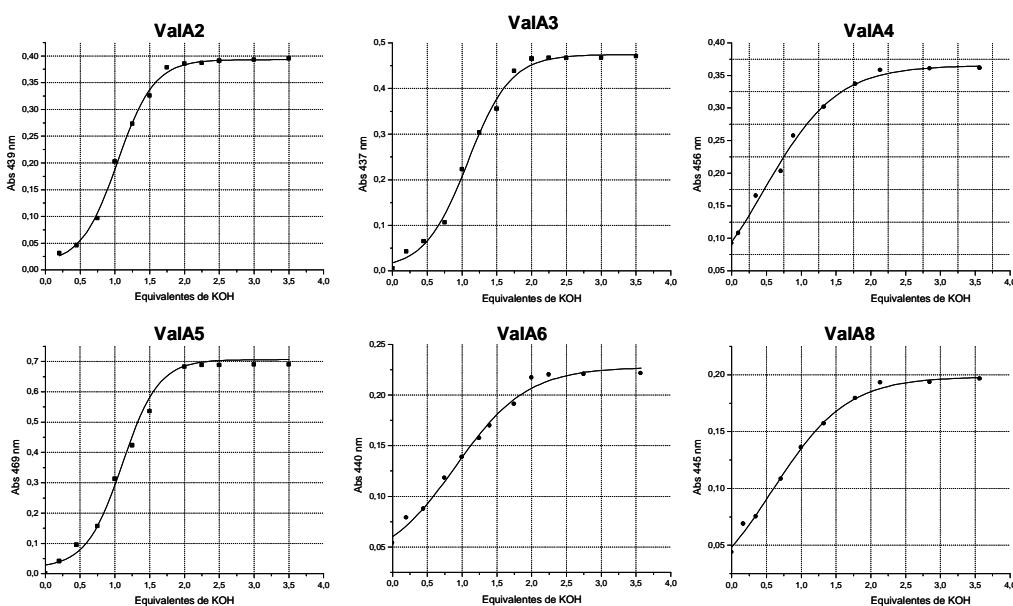 ValA2
Abs 439 nm
0,40
0,35
0,30
0,25
0,20
0,15
0,10
0,05
0,00
0,0 0,5 1,0 1,5 2,0 2,5 3,0 3,5 4,0
Equivalentes de KOH
ValA3
Abs 437 nm
0,5
0,4
0,3
0,2
0,1
0,0
0,0 0,5 1,0 1,5 2,0 2,5 3,0 3,5 4,0
Equivalentes de KOH
ValA4
Abs 456 nm
0,40
0,35
0,30
0,25
0,20
0,15
0,10
0,05
0,0 0,5 1,0 1,5 2,0 2,5 3,0 3,5 4,0
Equivalentes de KOH
ValA5
Abs 469 nm
0,7
0,6
0,5
0,4
0,3
0,2
0,1
0,0
0,0 0,5 1,0 1,5 2,0 2,5 3,0 3,5 4,0
Equivalentes de KOH
ValA6
Abs 440 nm
0,25
0,20
0,15
0,10
0,05
0,0 0,5 1,0 1,5 2,0 2,5 3,0 3,5 4,0
Equivalentes de KOH
ValA8
Abs 445 nm
0,20
0,15
0,10
0,05
0,0 0,5 1,0 1,5 2,0 2,5 3,0 3,5 4,0
Equivalentes de KOH